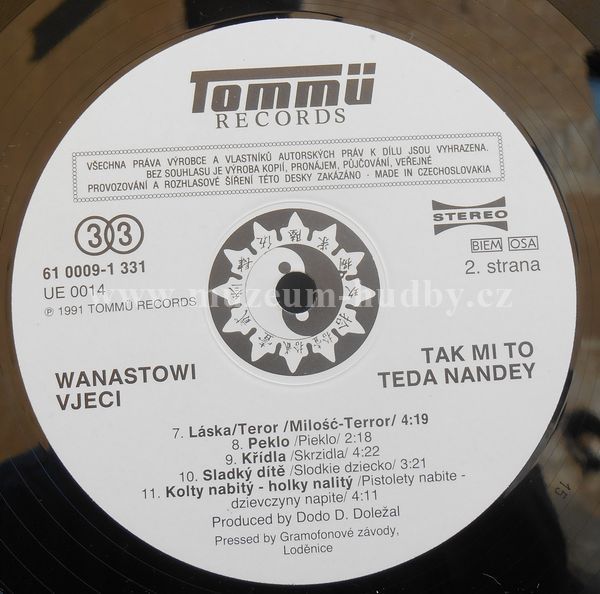 Tommü
RECORDS
VŠECHNA PRÁVA VÝROBCE A VLASTNÍKŮ AUTORSKÝCH PRÁV K DÍLU JSOU VYHRAZENA.
BEZ SOUHLASU JE VÝROBA KOPIÍ, PRONÁJEM, PŮJČOVÁNÍ, VEŘEJNÉ
PROVOZOVÁNÍ A ROZHLASOVÉ ŠÍŘENÍ TÉTO DESKY ZAKÁZÁNO · MADE IN CZECHOSLOVAKIA
33
STEREO
61 0009-1 331
BIEM OSA
UE 0014
2. strana
℗ 1991 TOMMÜ RECORDS
www.muzeum-hudby.cz
WANASTOWI
VJECI
TAK MI TO
TEDA NANDEY
7. Láska/Teror /Milość-Terror/ 4:19
8. Peklo /Pieklo/ 2:18
9. Křídla /Skrzidla/ 4:22
10. Sladký dítě /Slodkie dziecko/ 3:21
11. Kolty nabitý - holky nalitý /Pistolety nabite -
dzievczyny napite/ 4:11
Produced by Dodo D. Doležal
Pressed by Gramofonové závody,
Loděnice
15